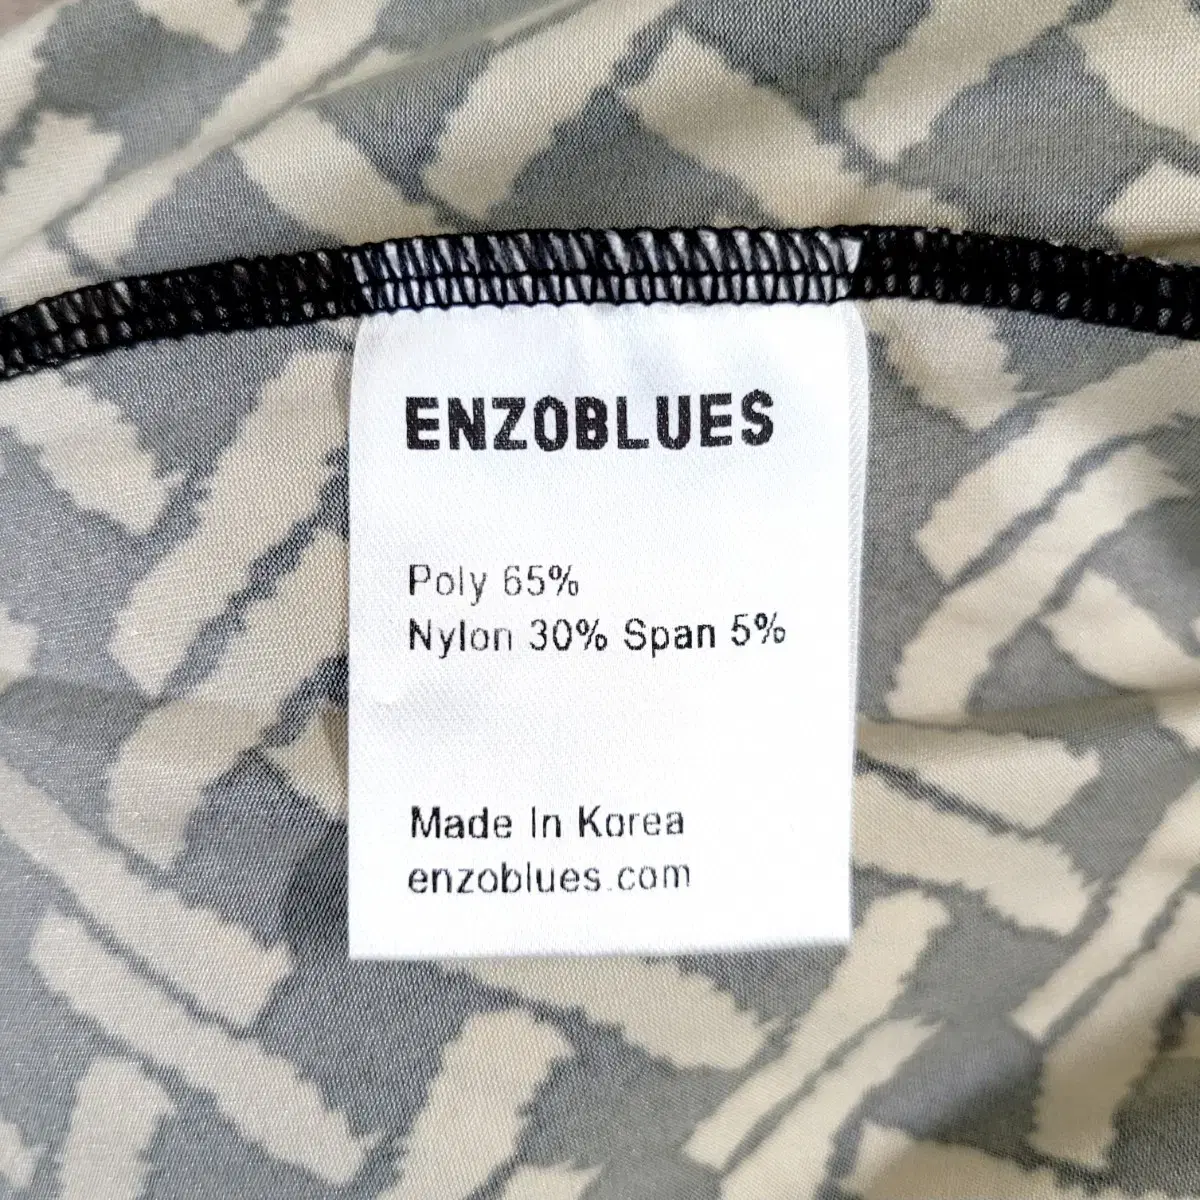 ENZOBLUES
Poly 65%
Nylon 30% Span 5%
Made In Korea
enzoblues.com